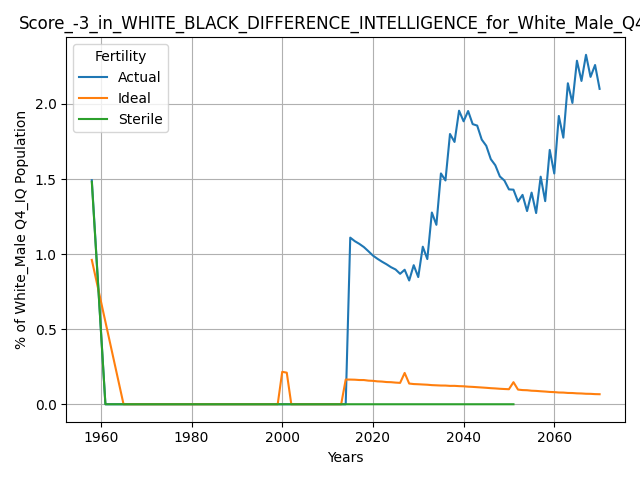 Score_-3_in_WHITE_BLACK_DIFFERENCE_INTELLIGENCE_for_White_Male_Q4
Fertility
Actual
Ideal
Sterile
% of White_Male Q4_IQ Population
2.0
1.5
1.0
0.5
0.0
1960 1980 2000 2020 2040 2060
Years